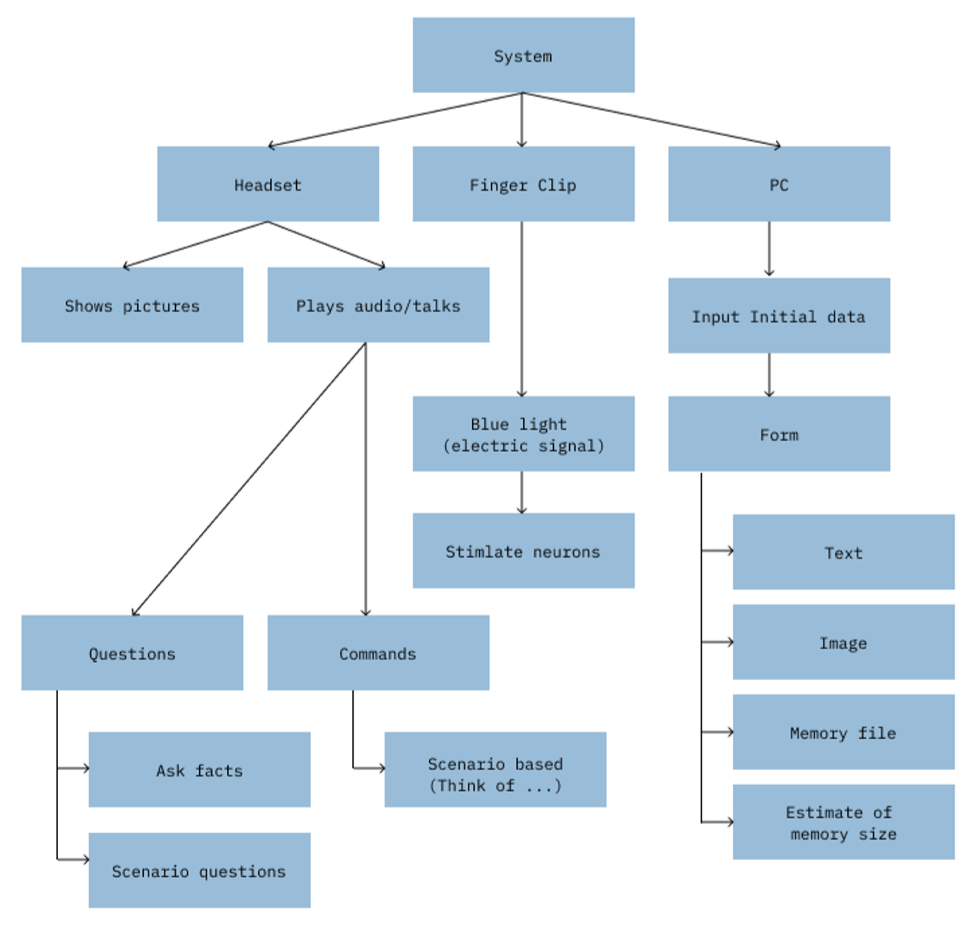 System
Headset
Finger Clip
PC
Shows pictures
Plays audio/talks
Input Initial data
Blue light
(electric signal)
Form
Stimlate neurons
Text
Image
Questions
Commands
Memory file
Ask facts
Scenario based
(Think of ...)
Estimate of
memory size
Scenario questions